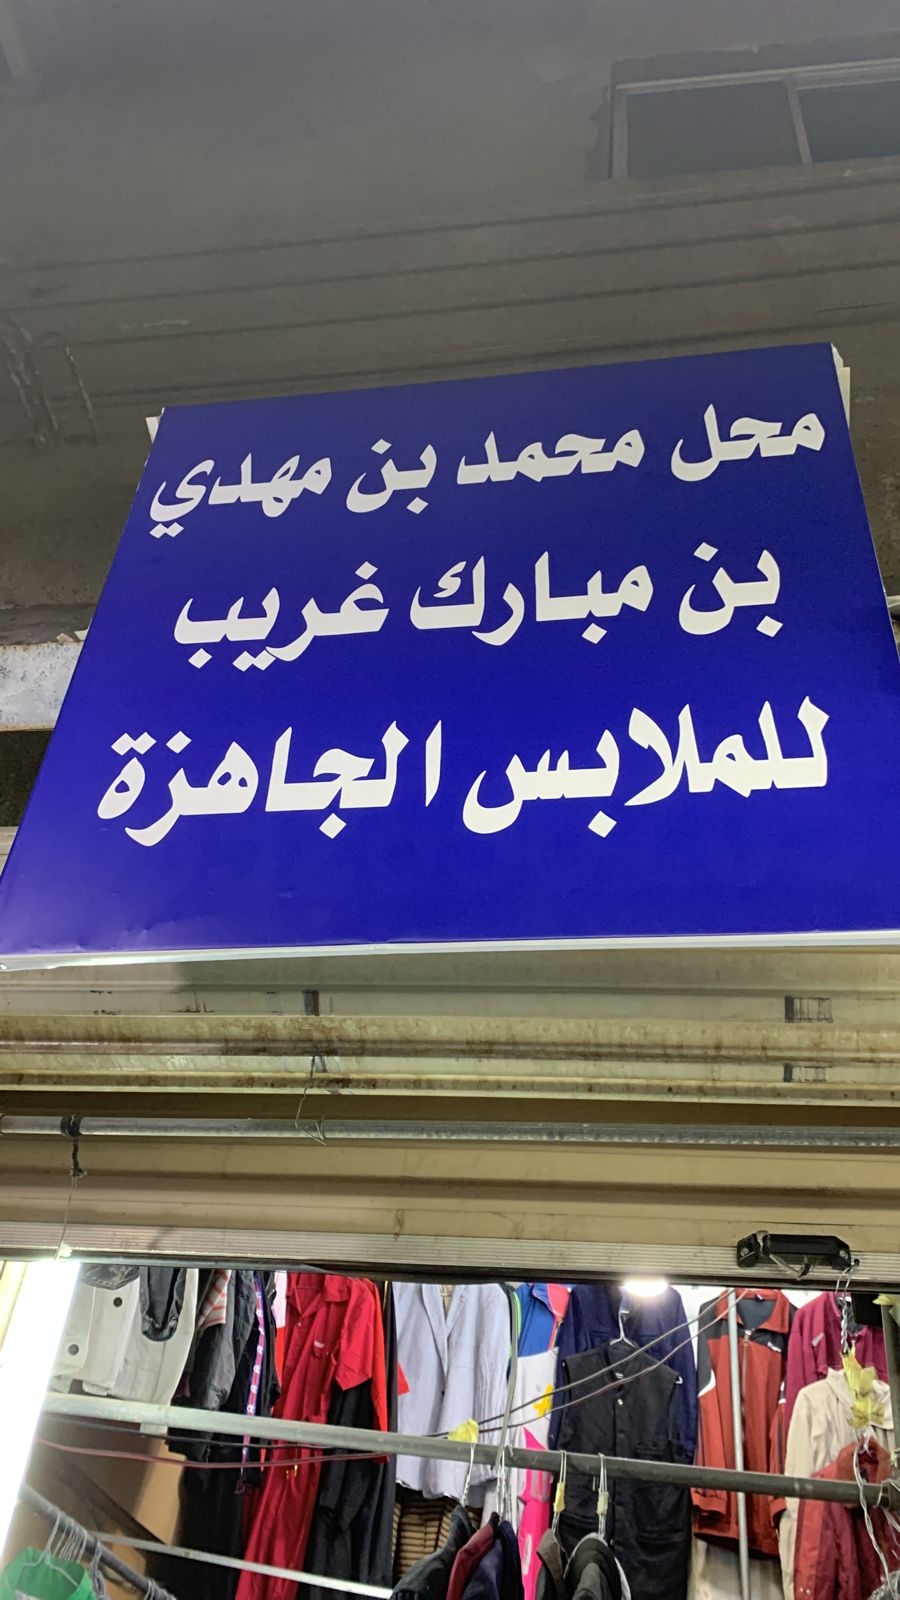 محل محمد بن مهدي
بن مبارك غريب
للملابس الجاهزة